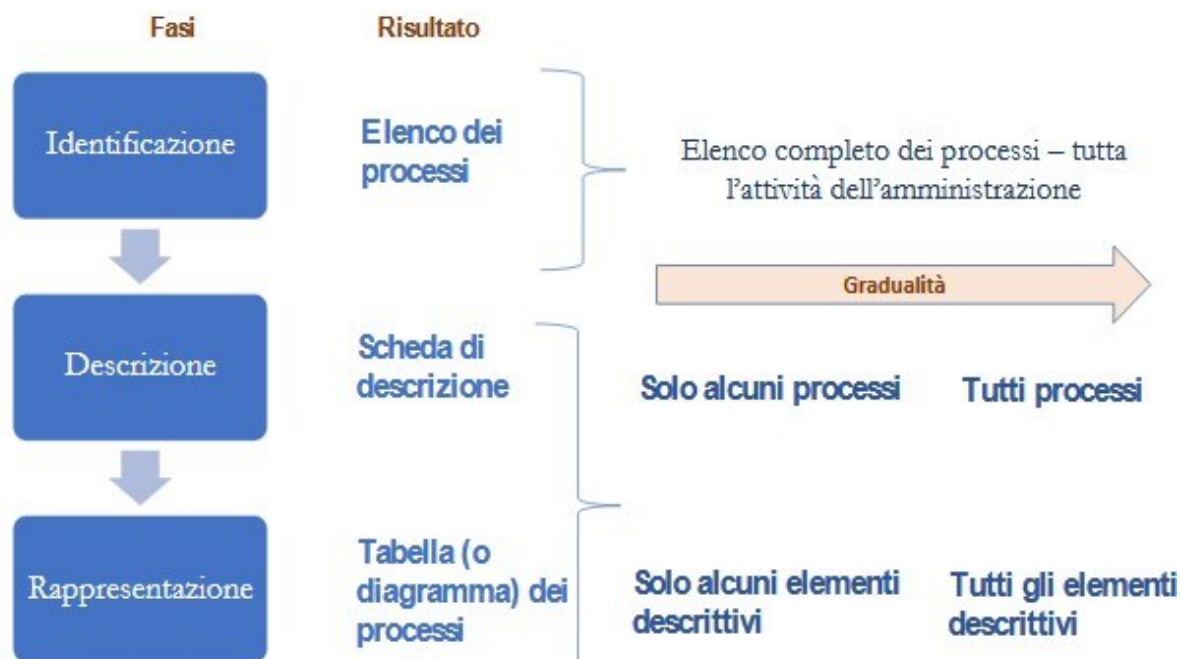 Fasi
Risultato
Identificazione
Elenco dei
processi
Elenco completo dei processi – tutta
l'attività dell'amministrazione
Gradualità
Descrizione
Scheda di
descrizione
Solo alcuni processi
Tutti processi
Rappresentazione
Tabella (o
diagramma) dei
processi
Solo alcuni elementi
descrittivi
Tutti gli elementi
descrittivi